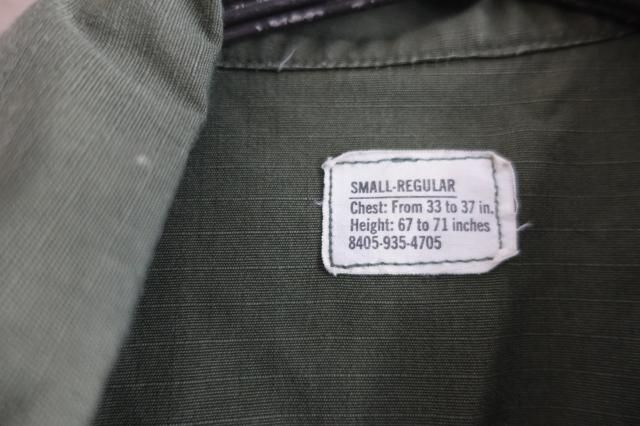 SMALL-REGULAR
Chest: From 33 to 37 in.
Height: 67 to 71 inches
8405-935-4705